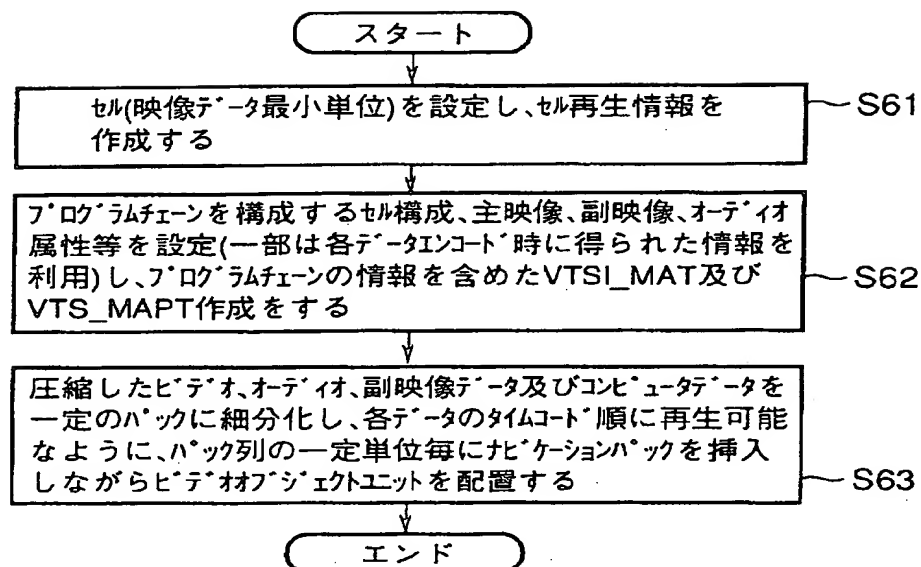 スタート
セル(映像データ最小単位)を設定し、セル再生情報を
作成する
S61
プログラムチェーンを構成するセル構成、主映像、副映像、オーディオ
属性等を設定(一部は各データエンコード時に得られた情報を
利用)し、プログラムチェーンの情報を含めたVTSI_MAT及び
VTS_MAPT作成をする
S62
圧縮したビデオ、オーディオ、副映像データ及びコンピュータデータを
一定のパックに細分化し、各データのタイムコード順に再生可能
なように、パック列の一定単位毎にナビゲーションパックを挿入
しながらビデオオブジェクトユニットを配置する
S63
エンド